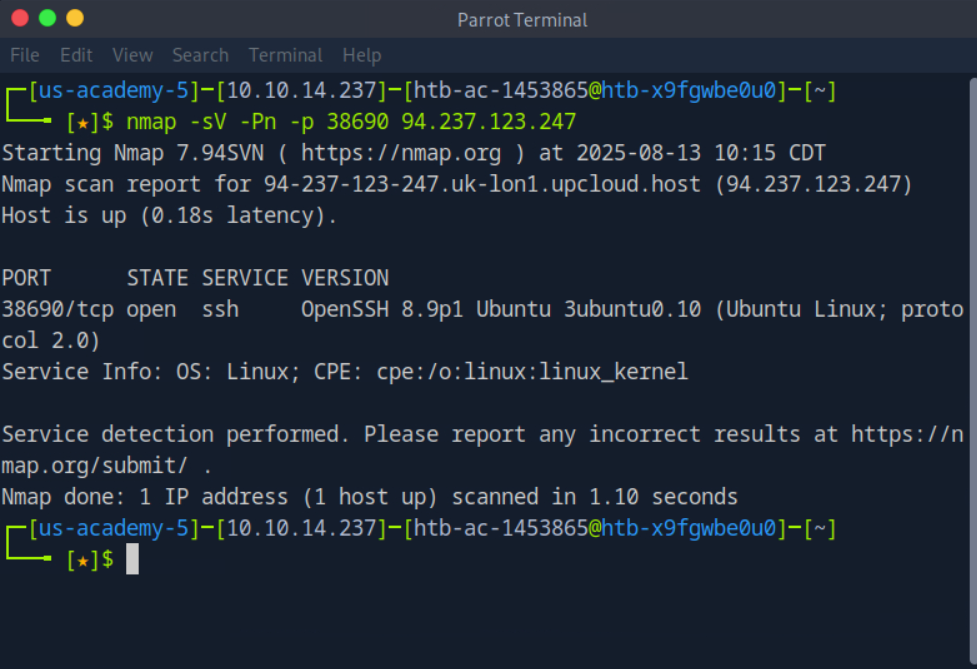 Parrot Terminal
File Edit View Search Terminal Help
[us-academy-5]-[10.10.14.237]-[htb-ac-1453865@htb-x9fgwbe0u0]-[~]
[★]$ nmap -sV -Pn -p 38690 94.237.123.247
Starting Nmap 7.94SVN ( https://nmap.org ) at 2025-08-13 10:15 CDT
Nmap scan report for 94-237-123-247.uk-lon1.upcloud.host (94.237.123.247)
Host is up (0.18s latency).
PORT STATE SERVICE VERSION
38690/tcp open ssh OpenSSH 8.9p1 Ubuntu 3ubuntu0.10 (Ubuntu Linux; proto
col 2.0)
Service Info: OS: Linux; CPE: cpe:/o:linux:linux_kernel
Service detection performed. Please report any incorrect results at https://n
map.org/submit/ .
Nmap done: 1 IP address (1 host up) scanned in 1.10 seconds
[us-academy-5]-[10.10.14.237]-[htb-ac-1453865@htb-x9fgwbe0u0]-[~]
[★]$